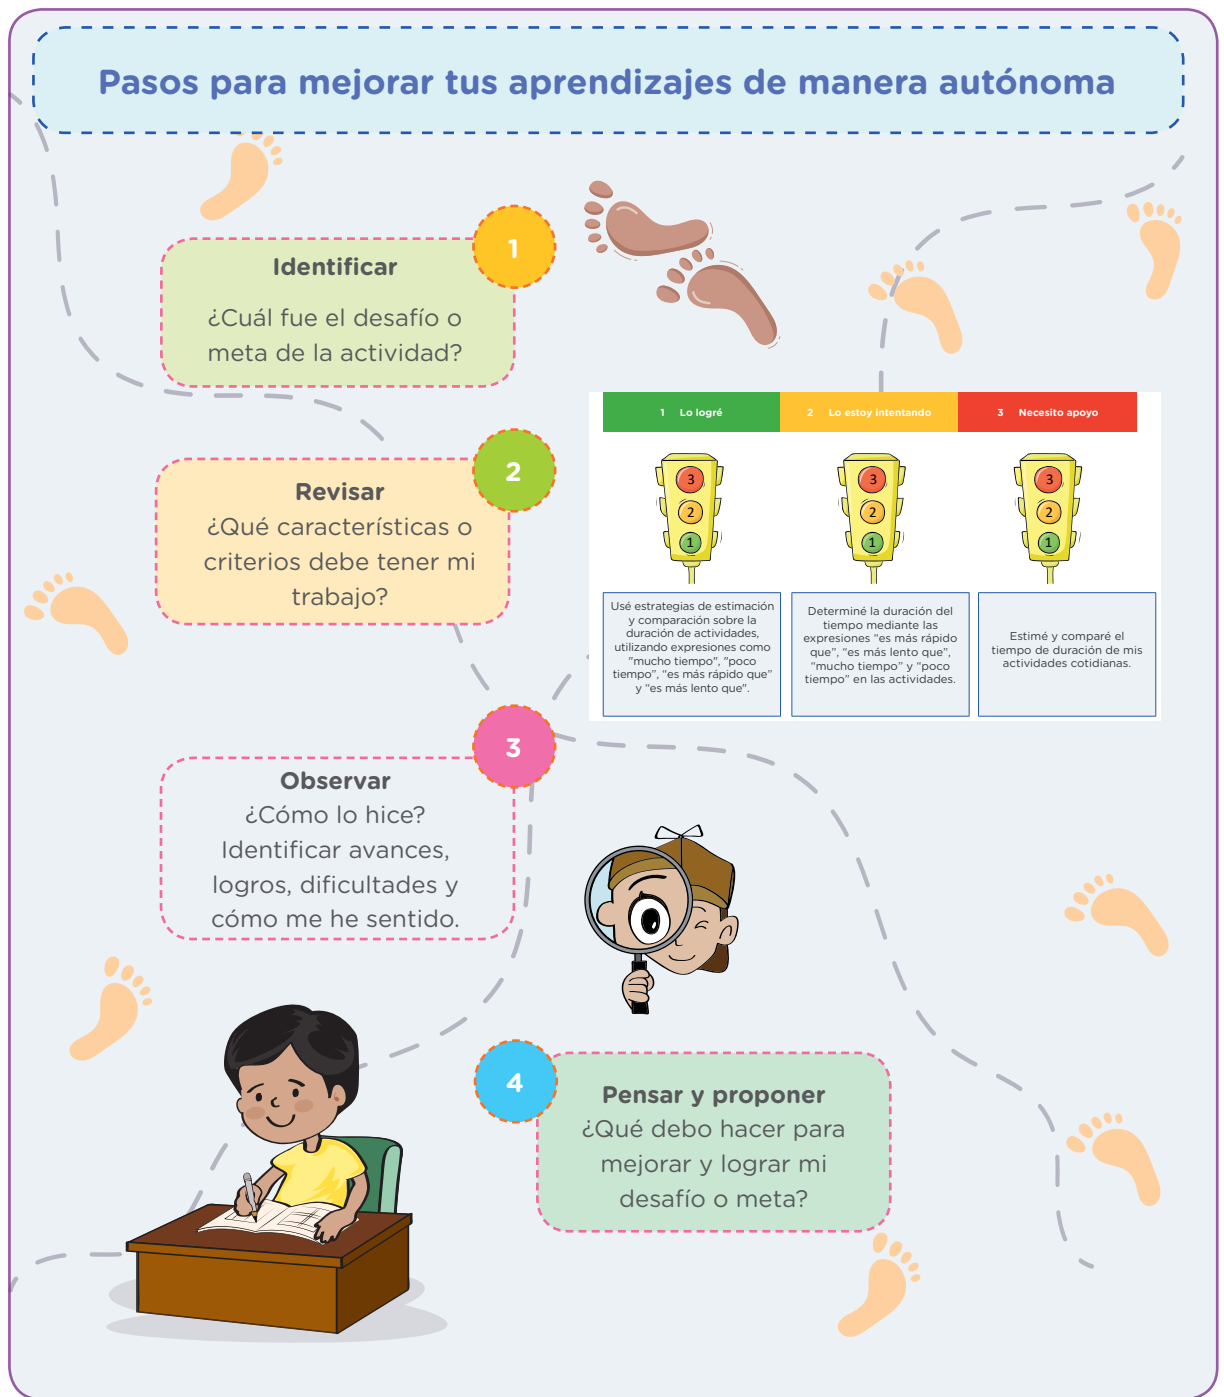 Pasos para mejorar tus aprendizajes de manera autónoma
1
Identificar
¿Cuál fue el desafío o
meta de la actividad?
2
Revisar
¿Qué características o
criterios debe tener mi
trabajo?
1 Lo logré
2 Lo estoy intentando
3 Necesito apoyo
3
2
1
3
2
1
3
2
1
Usé estrategias de estimación
y comparación sobre la
duración de actividades,
utilizando expresiones como
"mucho tiempo", "poco
tiempo", “es más rápido que”
y “es más lento que”.
Determiné la duración del
tiempo mediante las
expresiones “es más rápido
que”, “es más lento que”,
“mucho tiempo” y “poco
tiempo” en las actividades.
Estimé y comparé el
tiempo de duración de mis
actividades cotidianas.
3
Observar
¿Cómo lo hice?
Identificar avances,
logros, dificultades y
cómo me he sentido.
4
Pensar y proponer
¿Qué debo hacer para
mejorar y lograr mi
desafío o meta?